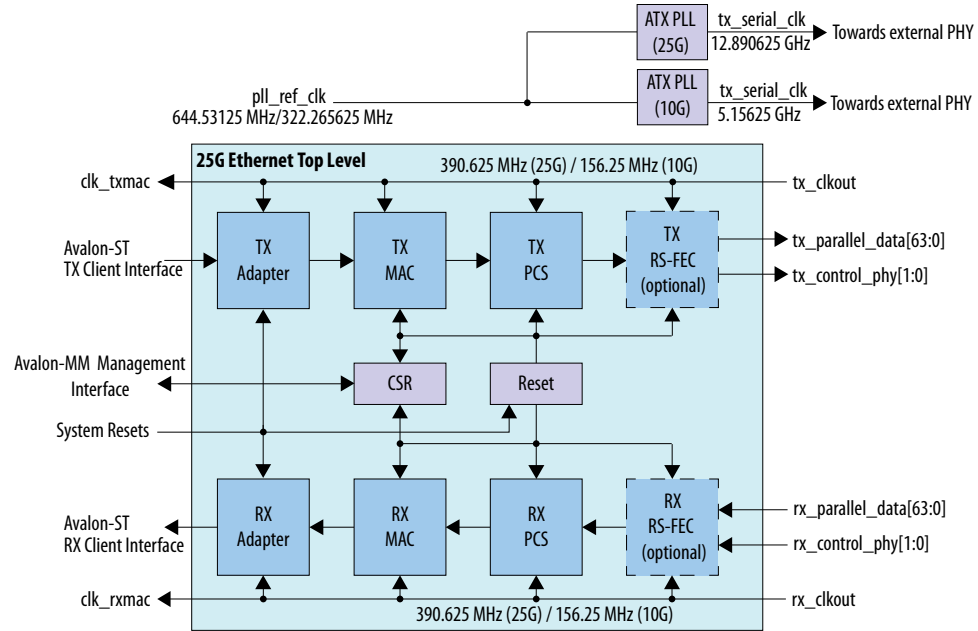 ATX PLL
(25G)
tx_serial_clk
12.890625 GHz
Towards external PHY
pll_ref_clk
644.53125 MHz/322.265625 MHz
ATX PLL
(10G)
tx_serial_clk
5.15625 GHz
Towards external PHY
25G Ethernet Top Level
390.625 MHz (25G) / 156.25 MHz (10G)
clk_txmac
tx_clkout
Avalon-ST
TX Client Interface
TX
Adapter
TX
MAC
TX
PCS
TX
RS-FEC
(optional)
tx_parallel_data[63:0]
tx_control_phy[1:0]
Avalon-MM Management
Interface
CSR
Reset
System Resets
Avalon-ST
RX Client Interface
RX
Adapter
RX
MAC
RX
PCS
RX
RS-FEC
(optional)
rx_parallel_data[63:0]
rx_control_phy[1:0]
clk_rxmac
rx_clkout
390.625 MHz (25G) / 156.25 MHz (10G)